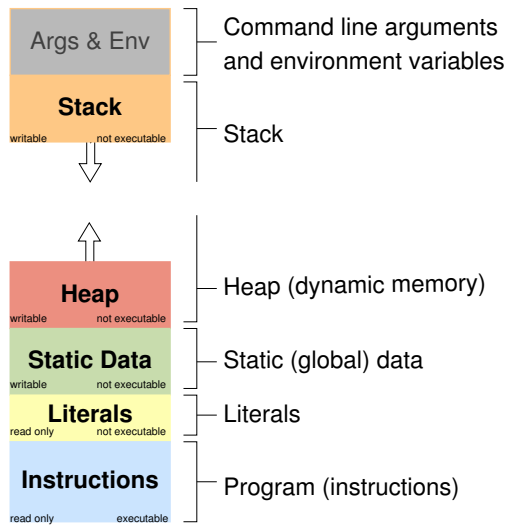 Args & Env
Command line arguments
and environment variables
Stack
writable
not executable
Stack
Heap
writable
not executable
Heap (dynamic memory)
Static Data
writable
not executable
Static (global) data
Literals
read only
not executable
Literals
Instructions
read only
executable
Program (instructions)